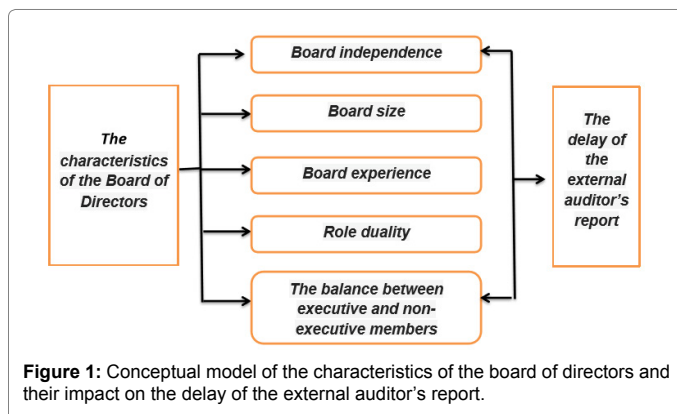 The
characteristics
of the Board of
Directors
Board independence
Board size
Board experience
Role duality
The balance between
executive and non-
executive members
The
delay of
the
external
auditor's
report
Figure 1: Conceptual model of the characteristics of the board of directors and
their impact on the delay of the external auditor's report.